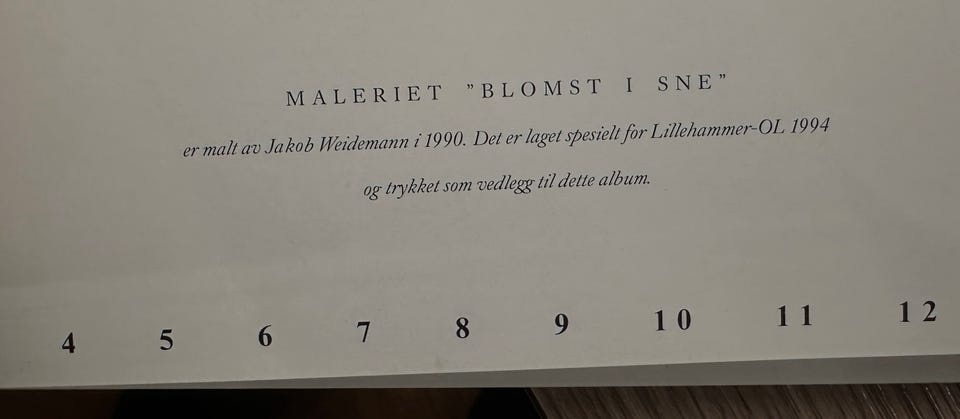 MALERIET ”BLOMST I SNE”
er malt av Jakob Weidemann i 1990. Det er laget spesielt for Lillehammer-OL 1994
og trykket som vedlegg til dette album.
4 5 6 7 8 9 10 11 12